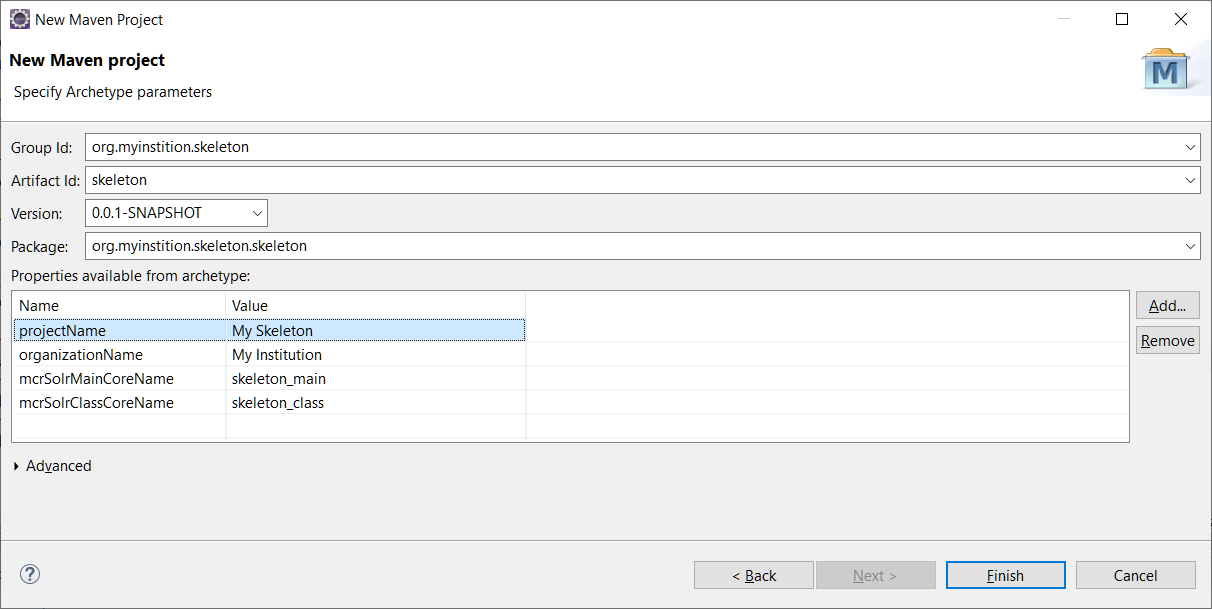 New Maven Project
New Maven project
M
Specify Archetype parameters
Group Id: org.myinstition.skeleton
Artifact Id: skeleton
Version: 0.0.1-SNAPSHOT
Package: org.myinstition.skeleton.skeleton
Properties available from archetype:
Name Value
Add...
projectName My Skeleton
Remove
organizationName My Institution
mcrSolrMainCoreName skeleton_main
mcrSolrClassCoreName skeleton_class
Advanced
? < Back Next > Finish Cancel